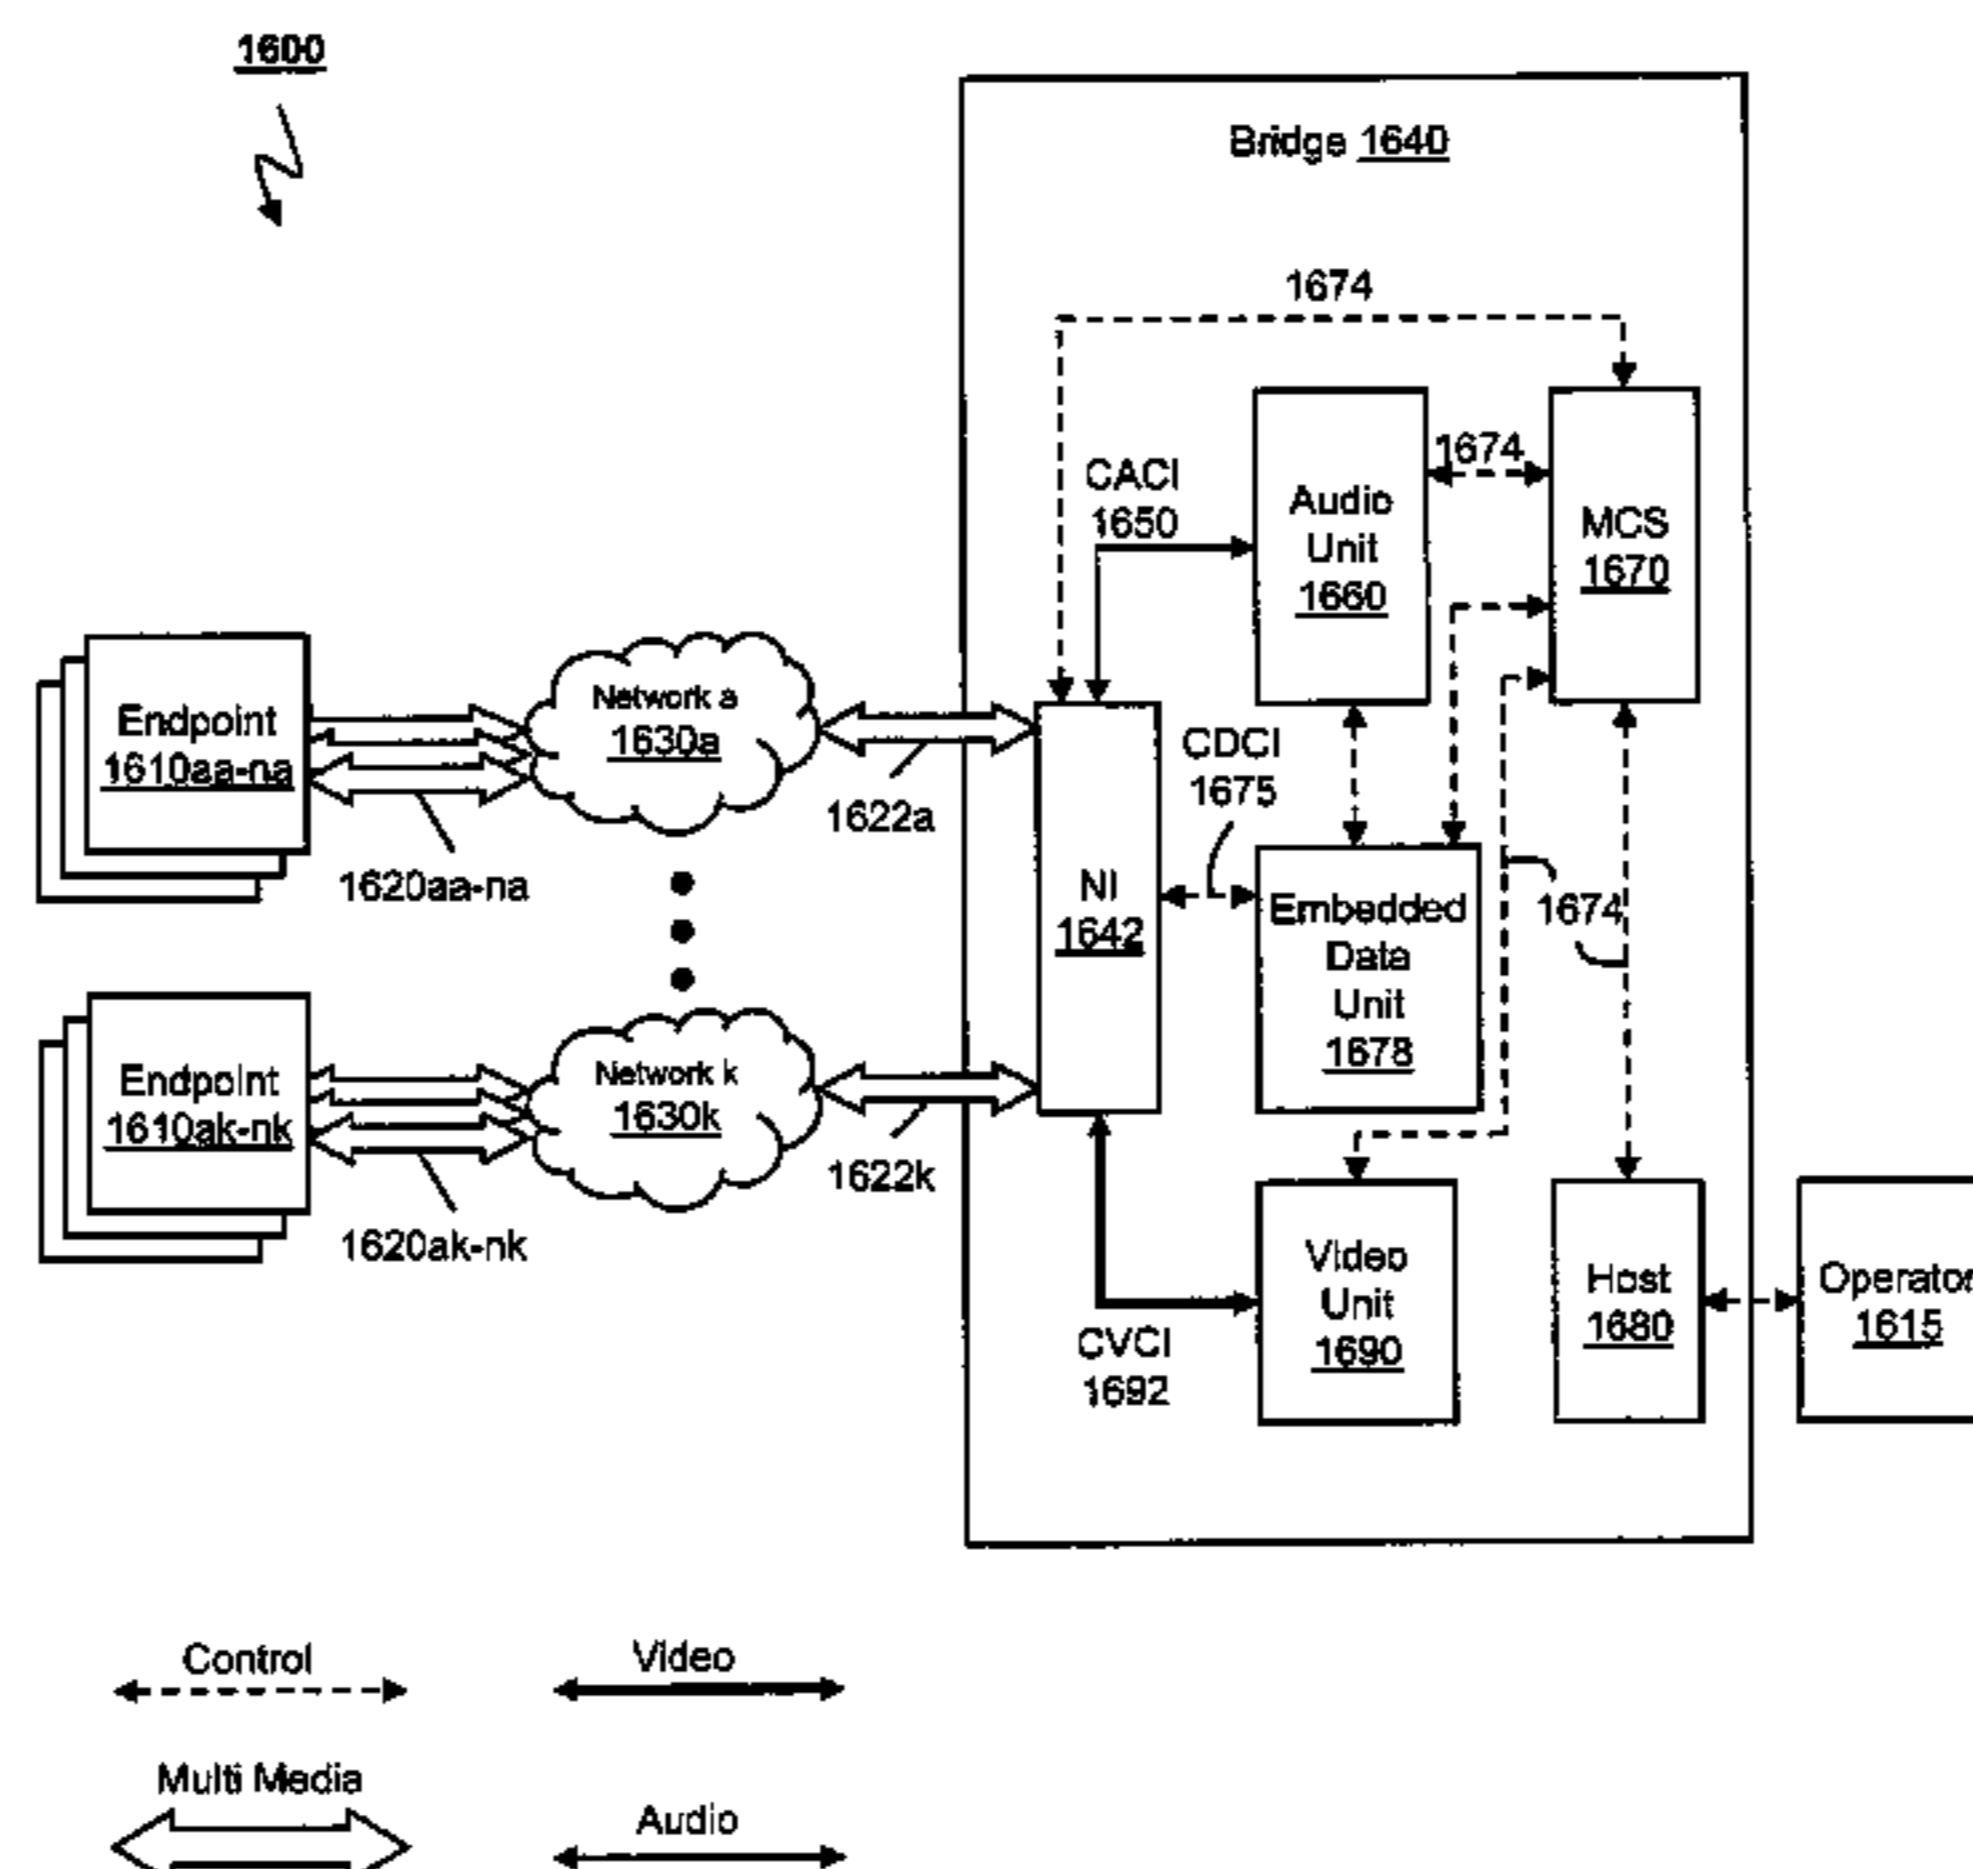 1600
Bridge 1640
1674
CACI
1650
Audio
Unit
1660
1674
MCS
1670
Endpoint
1610aa-na
Network a
1630a
1620aa-na
1622a
CDCI
1675
NI
1642
Embedded
Data
Unit
1678
1674
Endpoint
1610ak-nk
Network k
1630k
1620ak-nk
1622k
CVCI
1692
Video
Unit
1690
Host
1680
Operator
1615
Control
Video
Multi Media
Audio